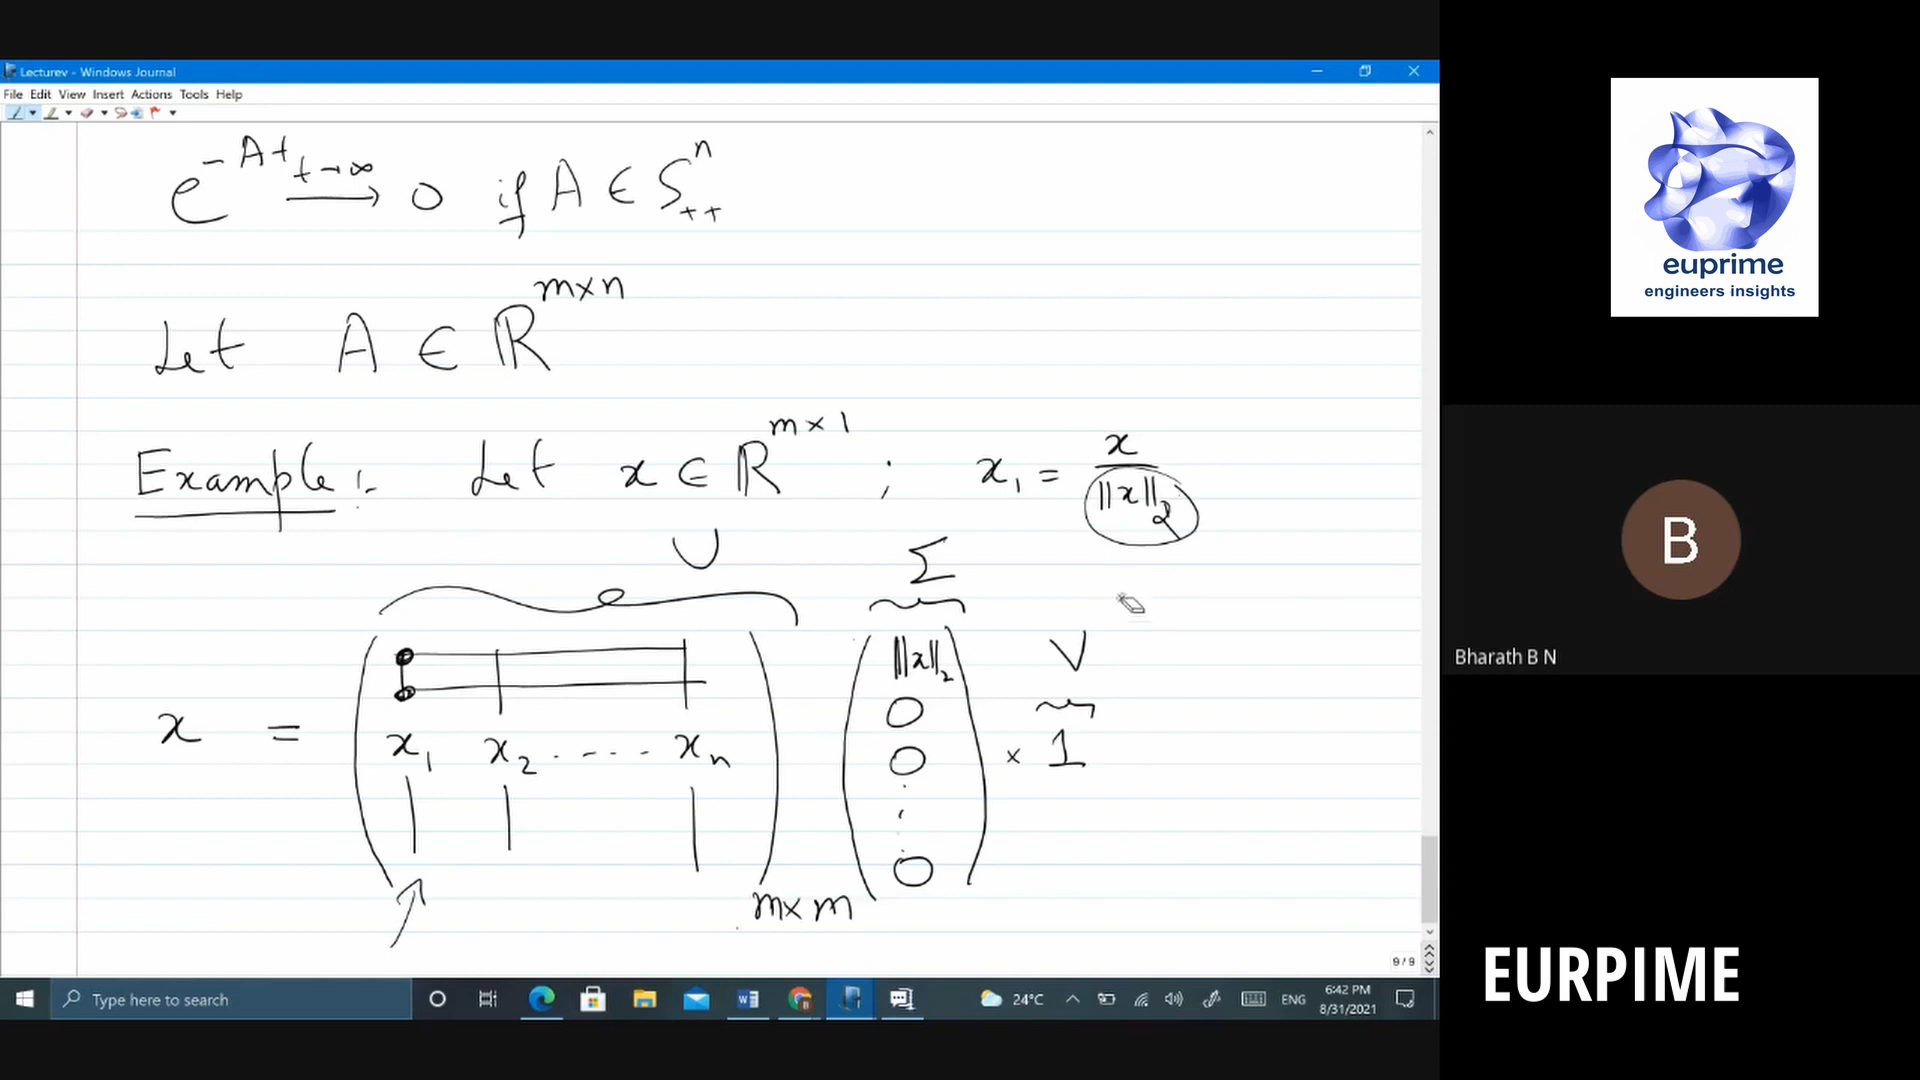 Lecturev - Windows Journal
File Edit View Insert Actions Tools Help
e^{-At} \xrightarrow{t→∞} 0 if A ∈ S^n_{++}
Let A ∈ ℝ^{m×n}
Example: Let x ∈ ℝ^{m×1} ; x₁ = x / ||x||₂
U Σ
x = ( x₁ x₂ ---- xₙ )_{m×m} ( ||x||₂ 0 0 ⋮ 0 ) × 1
V
9 / 9
Type here to search
24°C
ENG
6:42 PM
8/31/2021
euprime
engineers insights
B
Bharath B N
EURPIME